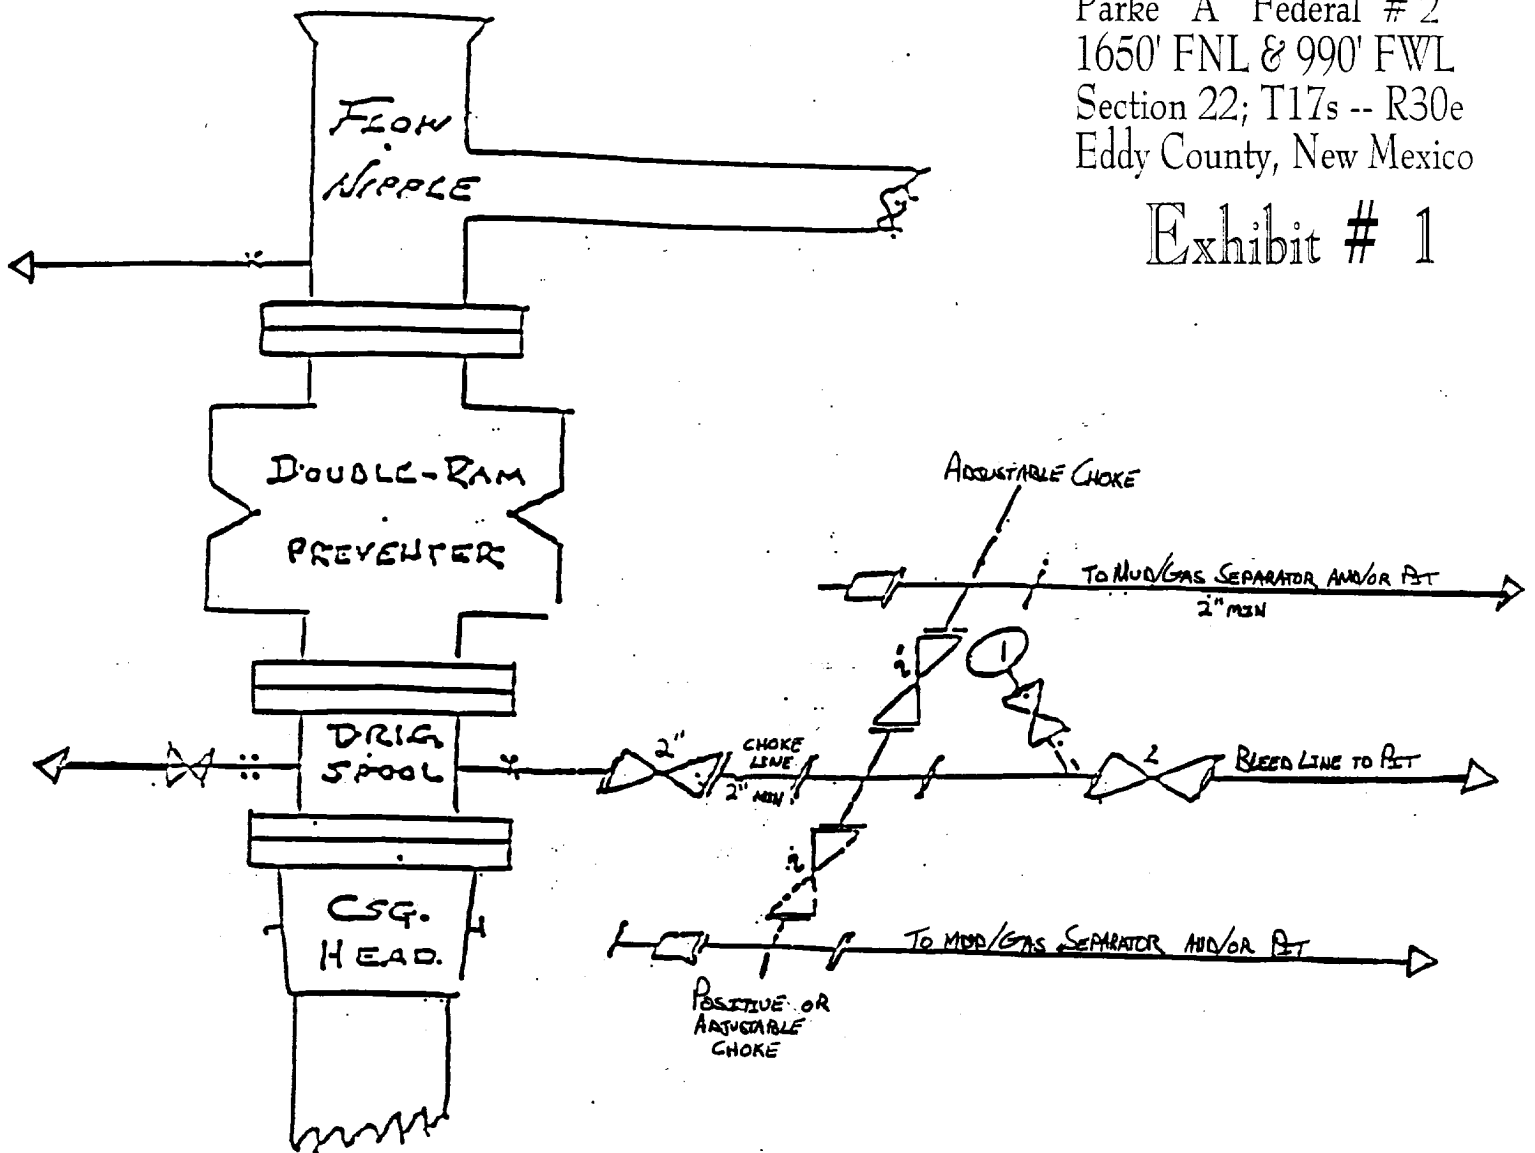 Parke "A" Federal # 2
1650' FNL & 990' FWL
Section 22; T17s -- R30e
Eddy County, New Mexico
Exhibit # 1
FLOW
NIPPLE
DOUBLE-RAM
PREVENTER
ADJUSTABLE CHOKE
TO MUD/GAS SEPARATOR AND/OR PIT
2" MIN
2"
1
DRLG
SPOOL
2"
CHOKE
LINE
2" MIN.
2
BLEED LINE TO PIT
2"
CSG.
HEAD.
TO MUD/GAS SEPARATOR AND/OR PIT
POSITIVE OR
ADJUSTABLE
CHOKE